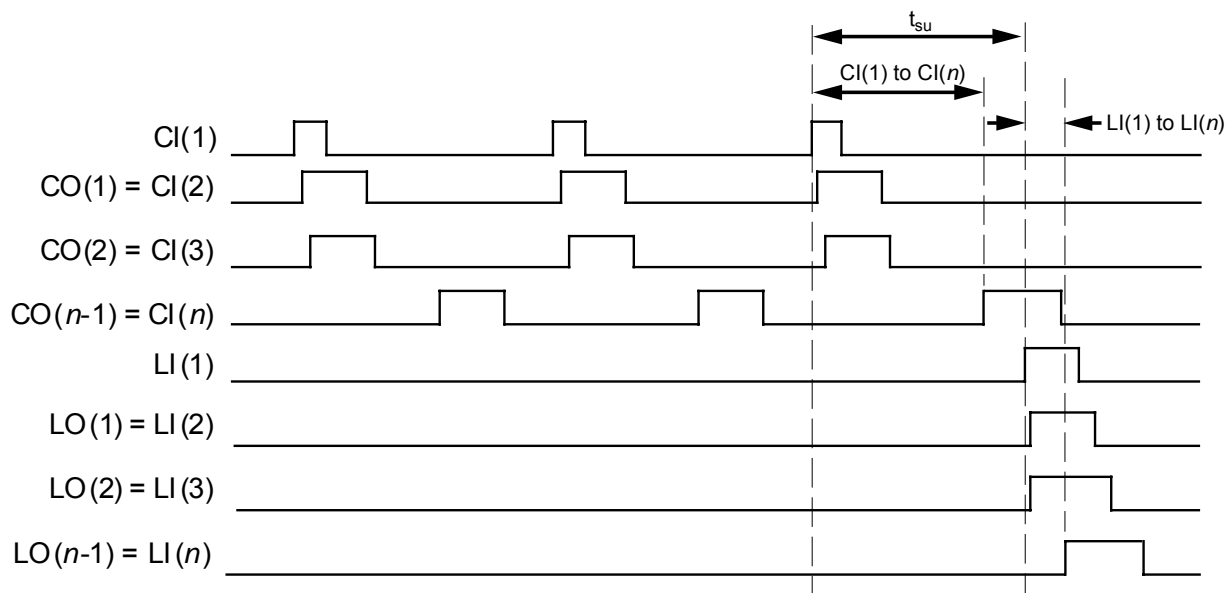 tsu
CI(1) to CI(n)
LI(1) to LI(n)
CI(1)
CO(1) = CI(2)
CO(2) = CI(3)
CO(n-1) = CI(n)
LI(1)
LO(1) = LI(2)
LO(2) = LI(3)
LO(n-1) = LI(n)